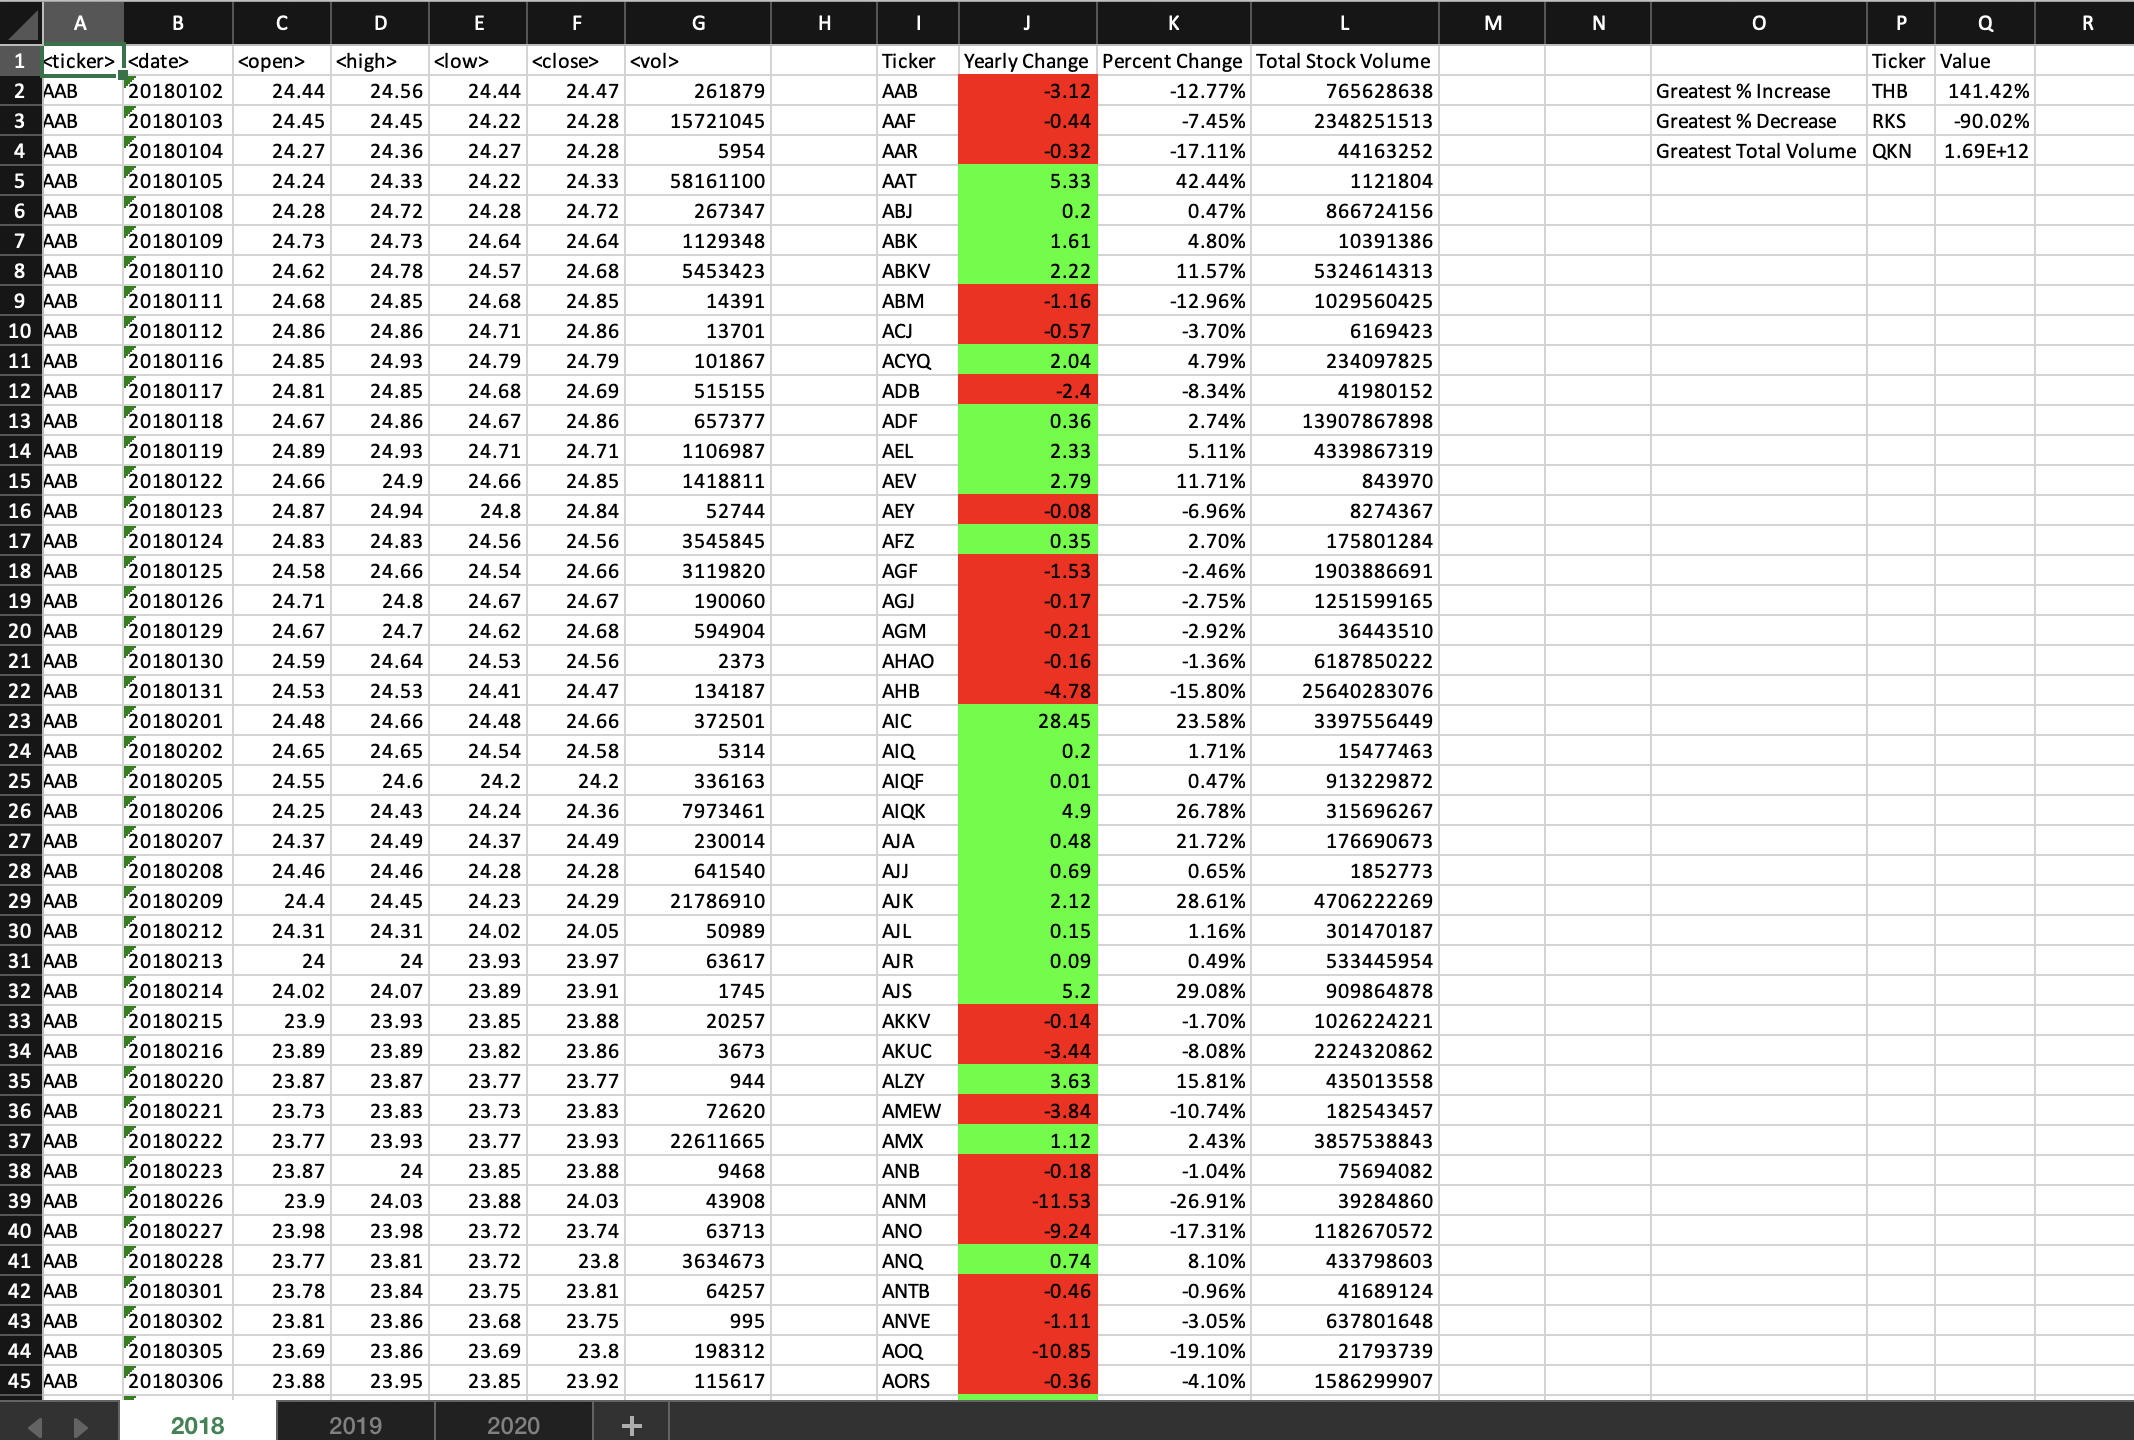 A B C D E F G H I J K L M N O P Q R
1 <ticker> <date> <open> <high> <low> <close> <vol> Ticker Yearly Change Percent Change Total Stock Volume Ticker Value
2 AAB 20180102 24.44 24.56 24.44 24.47 261879 AAB -3.12 -12.77% 765628638 Greatest % Increase THB 141.42%
3 AAB 20180103 24.45 24.45 24.22 24.28 15721045 AAF -0.44 -7.45% 2348251513 Greatest % Decrease RKS -90.02%
4 AAB 20180104 24.27 24.36 24.27 24.28 5954 AAR -0.32 -17.11% 44163252 Greatest Total Volume QKN 1.69E+12
5 AAB 20180105 24.24 24.33 24.22 24.33 58161100 AAT 5.33 42.44% 1121804
6 AAB 20180108 24.28 24.72 24.28 24.72 267347 ABJ 0.2 0.47% 866724156
7 AAB 20180109 24.73 24.73 24.64 24.64 1129348 ABK 1.61 4.80% 10391386
8 AAB 20180110 24.62 24.78 24.57 24.68 5453423 ABKV 2.22 11.57% 5324614313
9 AAB 20180111 24.68 24.85 24.68 24.85 14391 ABM -1.16 -12.96% 1029560425
10 AAB 20180112 24.86 24.86 24.71 24.86 13701 ACJ -0.57 -3.70% 6169423
11 AAB 20180116 24.85 24.93 24.79 24.79 101867 ACYQ 2.04 4.79% 234097825
12 AAB 20180117 24.81 24.85 24.68 24.69 515155 ADB -2.4 -8.34% 41980152
13 AAB 20180118 24.67 24.86 24.67 24.86 657377 ADF 0.36 2.74% 13907867898
14 AAB 20180119 24.89 24.93 24.71 24.71 1106987 AEL 2.33 5.11% 4339867319
15 AAB 20180122 24.66 24.9 24.66 24.85 1418811 AEV 2.79 11.71% 843970
16 AAB 20180123 24.87 24.94 24.8 24.84 52744 AEY -0.08 -6.96% 8274367
17 AAB 20180124 24.83 24.83 24.56 24.56 3545845 AFZ 0.35 2.70% 175801284
18 AAB 20180125 24.58 24.66 24.54 24.66 3119820 AGF -1.53 -2.46% 1903886691
19 AAB 20180126 24.71 24.8 24.67 24.67 190060 AGJ -0.17 -2.75% 1251599165
20 AAB 20180129 24.67 24.7 24.62 24.68 594904 AGM -0.21 -2.92% 36443510
21 AAB 20180130 24.59 24.64 24.53 24.56 2373 AHAO -0.16 -1.36% 6187850222
22 AAB 20180131 24.53 24.53 24.41 24.47 134187 AHB -4.78 -15.80% 25640283076
23 AAB 20180201 24.48 24.66 24.48 24.66 372501 AIC 28.45 23.58% 3397556449
24 AAB 20180202 24.65 24.65 24.54 24.58 5314 AIQ 0.2 1.71% 15477463
25 AAB 20180205 24.55 24.6 24.2 24.2 336163 AIQF 0.01 0.47% 913229872
26 AAB 20180206 24.25 24.43 24.24 24.36 7973461 AIQK 4.9 26.78% 315696267
27 AAB 20180207 24.37 24.49 24.37 24.49 230014 AJA 0.48 21.72% 176690673
28 AAB 20180208 24.46 24.46 24.28 24.28 641540 AJJ 0.69 0.65% 1852773
29 AAB 20180209 24.4 24.45 24.23 24.29 21786910 AJK 2.12 28.61% 4706222269
30 AAB 20180212 24.31 24.31 24.02 24.05 50989 AJL 0.15 1.16% 301470187
31 AAB 20180213 24 24 23.93 23.97 63617 AJR 0.09 0.49% 533445954
32 AAB 20180214 24.02 24.07 23.89 23.91 1745 AJS 5.2 29.08% 909864878
33 AAB 20180215 23.9 23.93 23.85 23.88 20257 AKKV -0.14 -1.70% 1026224221
34 AAB 20180216 23.89 23.89 23.82 23.86 3673 AKUC -3.44 -8.08% 2224320862
35 AAB 20180220 23.87 23.87 23.77 23.77 944 ALZY 3.63 15.81% 435013558
36 AAB 20180221 23.73 23.83 23.73 23.83 72620 AMEW -3.84 -10.74% 182543457
37 AAB 20180222 23.77 23.93 23.77 23.93 22611665 AMX 1.12 2.43% 3857538843
38 AAB 20180223 23.87 24 23.85 23.88 9468 ANB -0.18 -1.04% 75694082
39 AAB 20180226 23.9 24.03 23.88 24.03 43908 ANM -11.53 -26.91% 39284860
40 AAB 20180227 23.98 23.98 23.72 23.74 63713 ANO -9.24 -17.31% 1182670572
41 AAB 20180228 23.77 23.81 23.72 23.8 3634673 ANQ 0.74 8.10% 433798603
42 AAB 20180301 23.78 23.84 23.75 23.81 64257 ANTB -0.46 -0.96% 41689124
43 AAB 20180302 23.81 23.86 23.68 23.75 995 ANVE -1.11 -3.05% 637801648
44 AAB 20180305 23.69 23.86 23.69 23.8 198312 AOQ -10.85 -19.10% 21793739
45 AAB 20180306 23.88 23.95 23.85 23.92 115617 AORS -0.36 -4.10% 1586299907
2018 2019 2020 +